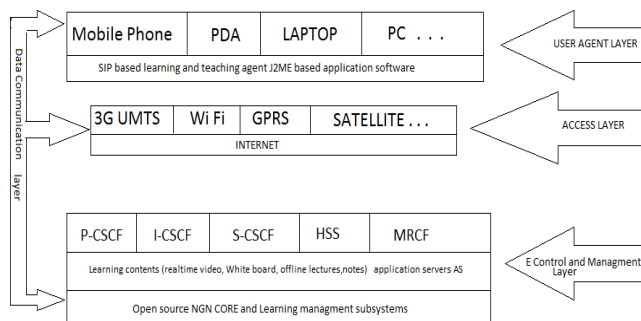 Mobile Phone PDA LAPTOP PC . . .
SIP based learning and teaching agent J2ME based application software
USER AGENT LAYER
Data Communication
layer
3G UMTS Wi Fi GPRS SATELLITE . . .
INTERNET
ACCESS LAYER
P-CSCF I-CSCF S-CSCF HSS MRCF
Learning contents (realtime video, White board, offline lectures,notes) application servers AS
Open source NGN CORE and Learning managment subsystems
E Control and Managment
Layer